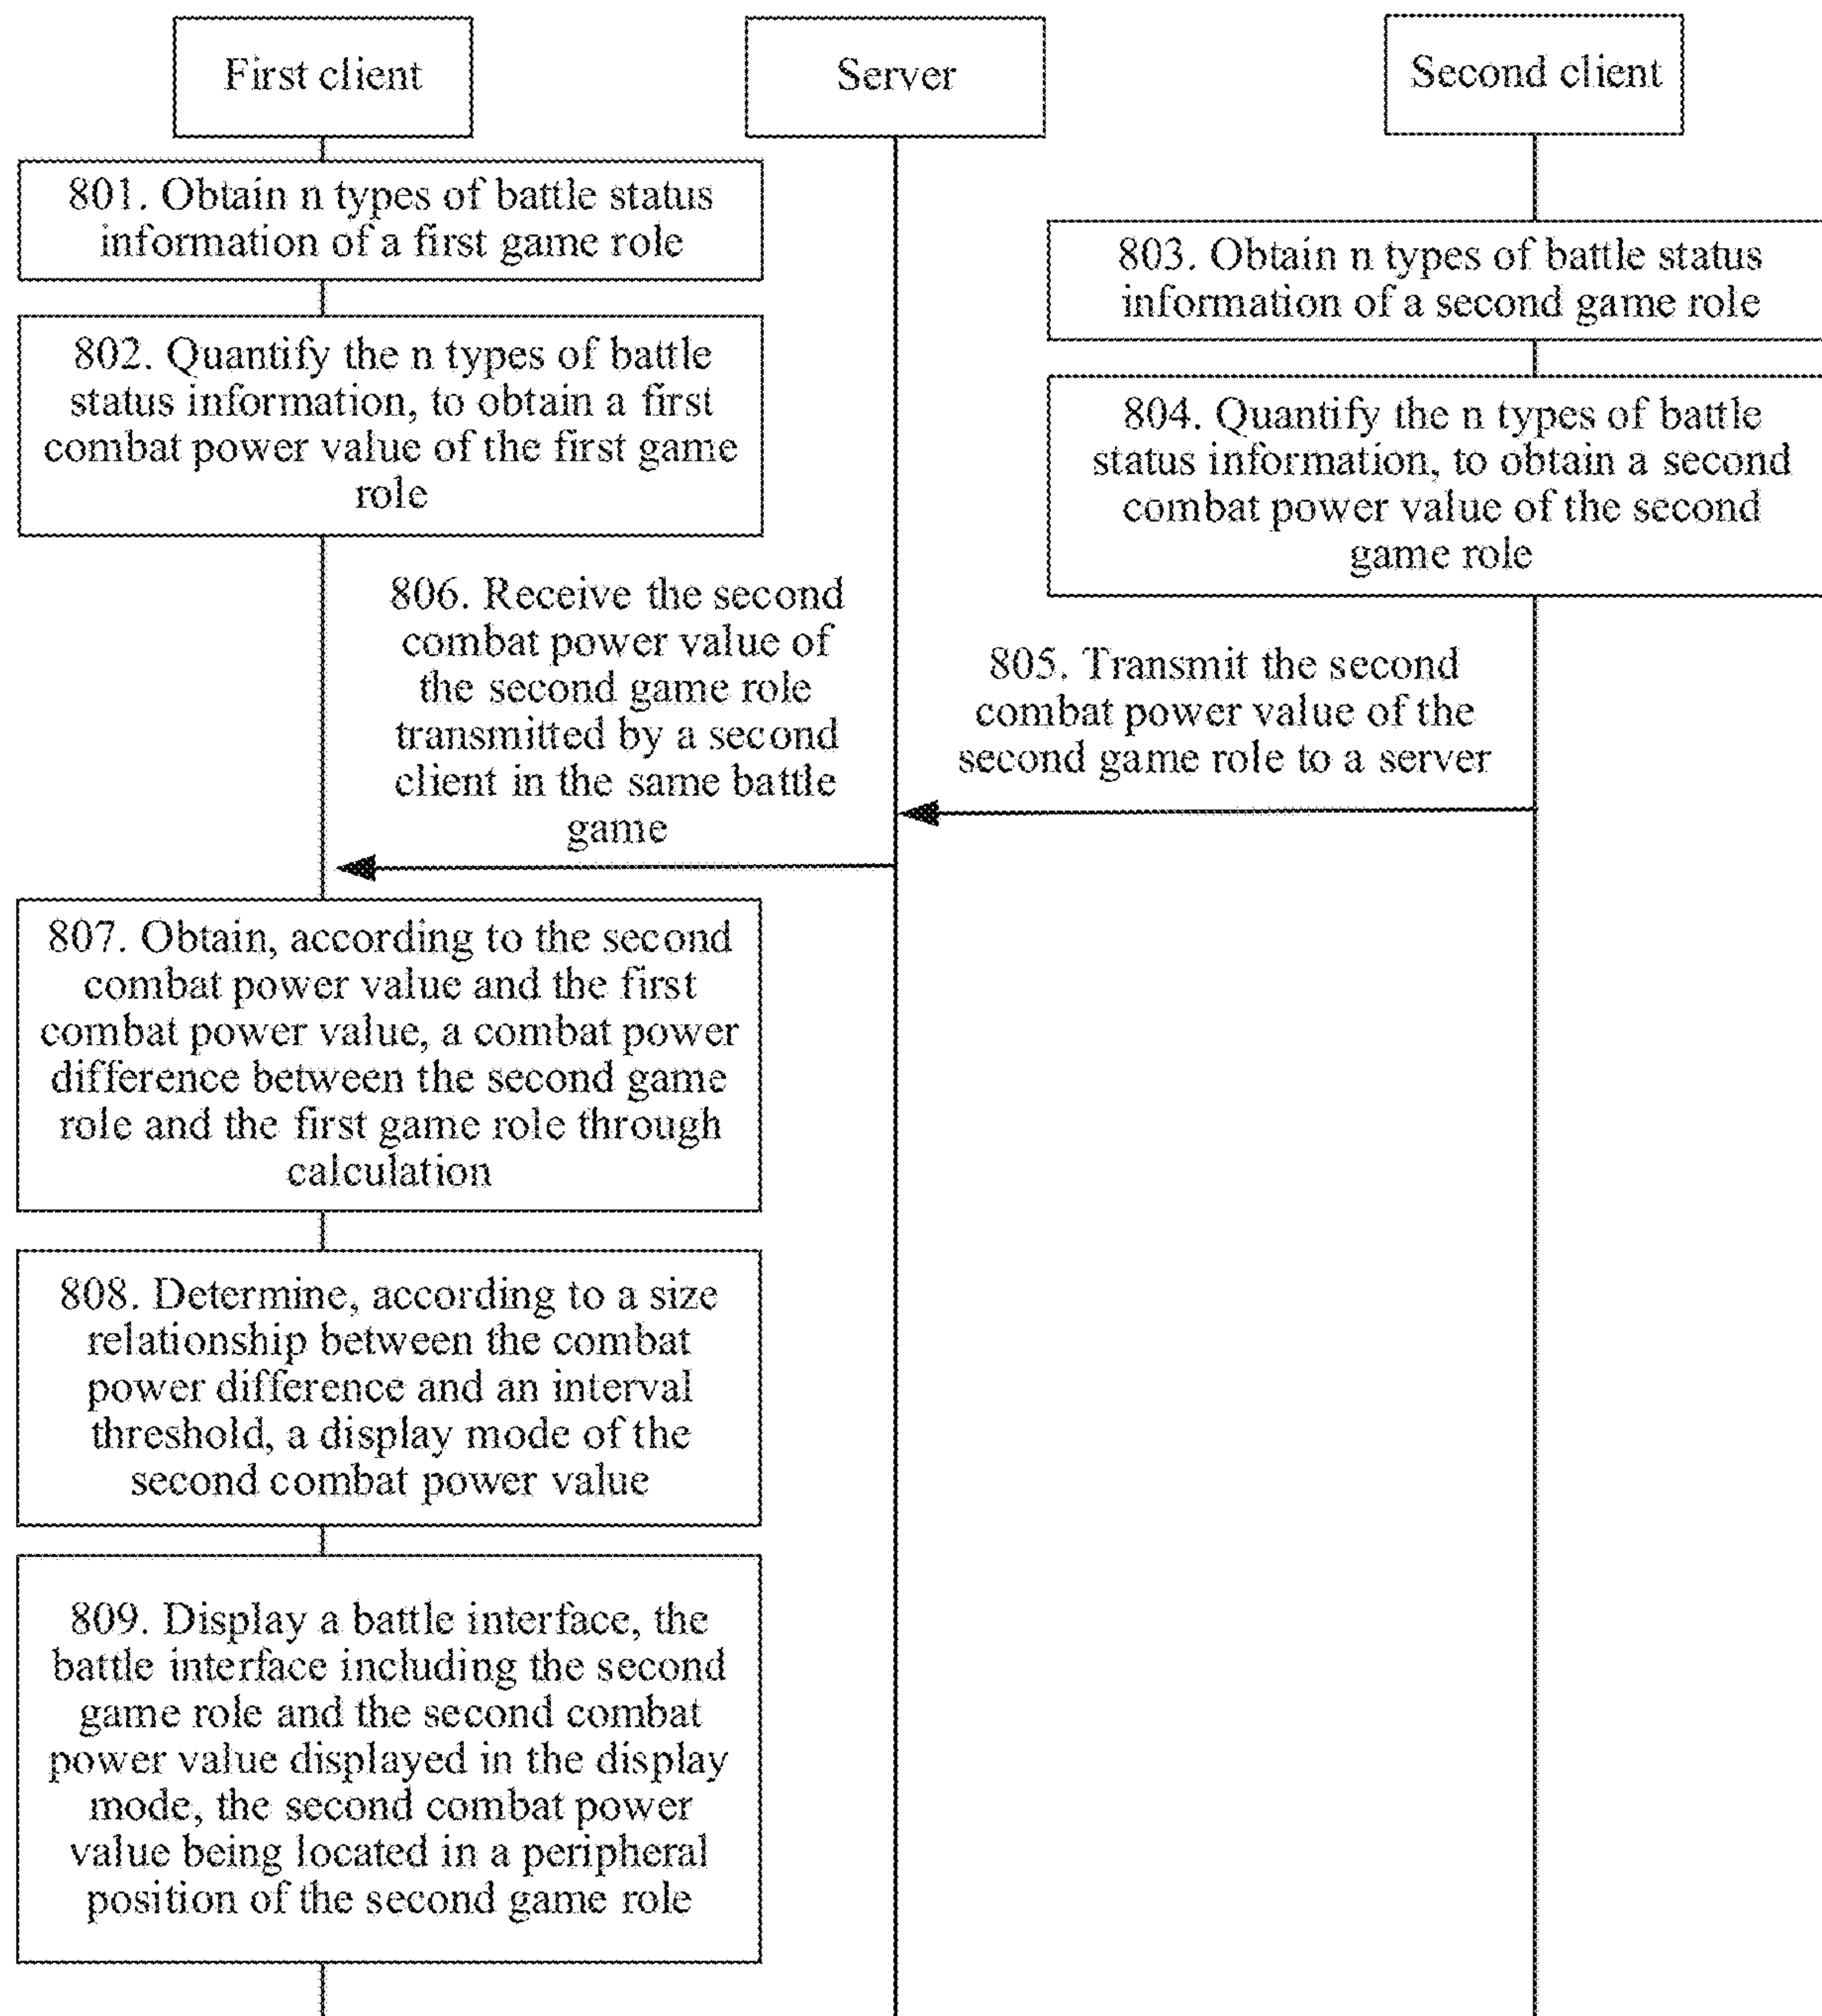 First client
Server
Second client
801. Obtain n types of battle status
information of a first game role
802. Quantify the n types of battle
status information, to obtain a first
combat power value of the first game
role
803. Obtain n types of battle status
information of a second game role
804. Quantify the n types of battle
status information, to obtain a second
combat power value of the second
game role
805. Transmit the second
combat power value of the
second game role to a server
806. Receive the second
combat power value of
the second game role
transmitted by a second
client in the same battle
game
807. Obtain, according to the second
combat power value and the first
combat power value, a combat power
difference between the second game
role and the first game role through
calculation
808. Determine, according to a size
relationship between the combat
power difference and an interval
threshold, a display mode of the
second combat power value
809. Display a battle interface, the
battle interface including the second
game role and the second combat
power value displayed in the display
mode, the second combat power
value being located in a peripheral
position of the second game role